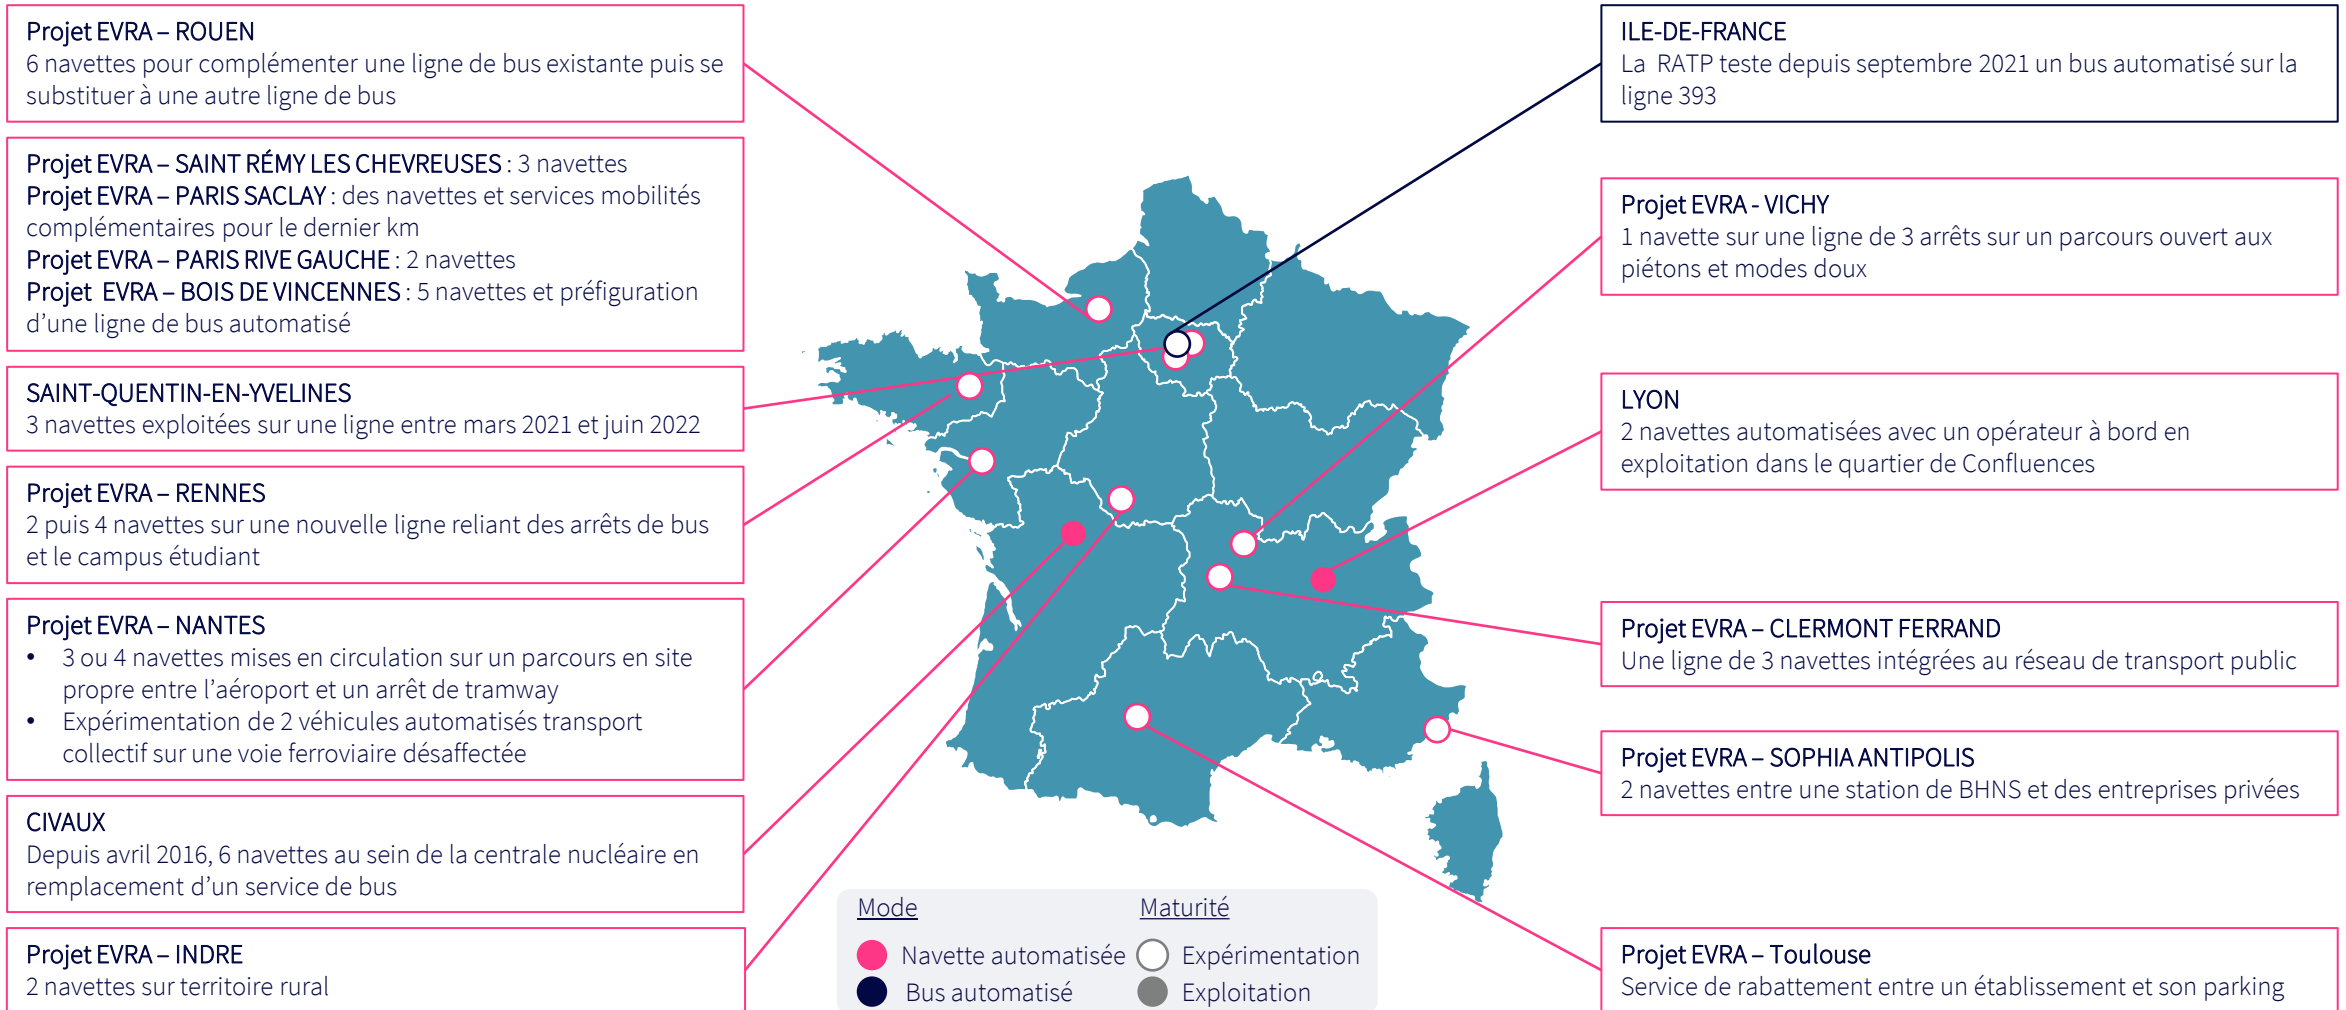 Projet EVRA – ROUEN
6 navettes pour complémenter une ligne de bus existante puis se
substituer à une autre ligne de bus
Projet EVRA – SAINT RÉMY LES CHEVREUSES : 3 navettes
Projet EVRA – PARIS SACLAY : des navettes et services mobilités
complémentaires pour le dernier km
Projet EVRA – PARIS RIVE GAUCHE : 2 navettes
Projet EVRA – BOIS DE VINCENNES : 5 navettes et préfiguration
d’une ligne de bus automatisé
SAINT-QUENTIN-EN-YVELINES
3 navettes exploitées sur une ligne entre mars 2021 et juin 2022
Projet EVRA – RENNES
2 puis 4 navettes sur une nouvelle ligne reliant des arrêts de bus
et le campus étudiant
Projet EVRA – NANTES
• 3 ou 4 navettes mises en circulation sur un parcours en site
propre entre l’aéroport et un arrêt de tramway
• Expérimentation de 2 véhicules automatisés transport
collectif sur une voie ferroviaire désaffectée
CIVAUX
Depuis avril 2016, 6 navettes au sein de la centrale nucléaire en
remplacement d’un service de bus
Projet EVRA – INDRE
2 navettes sur territoire rural
Mode
Navette automatisée
Bus automatisé
Maturité
Expérimentation
Exploitation
ILE-DE-FRANCE
La RATP teste depuis septembre 2021 un bus automatisé sur la
ligne 393
Projet EVRA - VICHY
1 navette sur une ligne de 3 arrêts sur un parcours ouvert aux
piétons et modes doux
LYON
2 navettes automatisées avec un opérateur à bord en
exploitation dans le quartier de Confluences
Projet EVRA – CLERMONT FERRAND
Une ligne de 3 navettes intégrées au réseau de transport public
Projet EVRA – SOPHIA ANTIPOLIS
2 navettes entre une station de BHNS et des entreprises privées
Projet EVRA – Toulouse
Service de rabattement entre un établissement et son parking